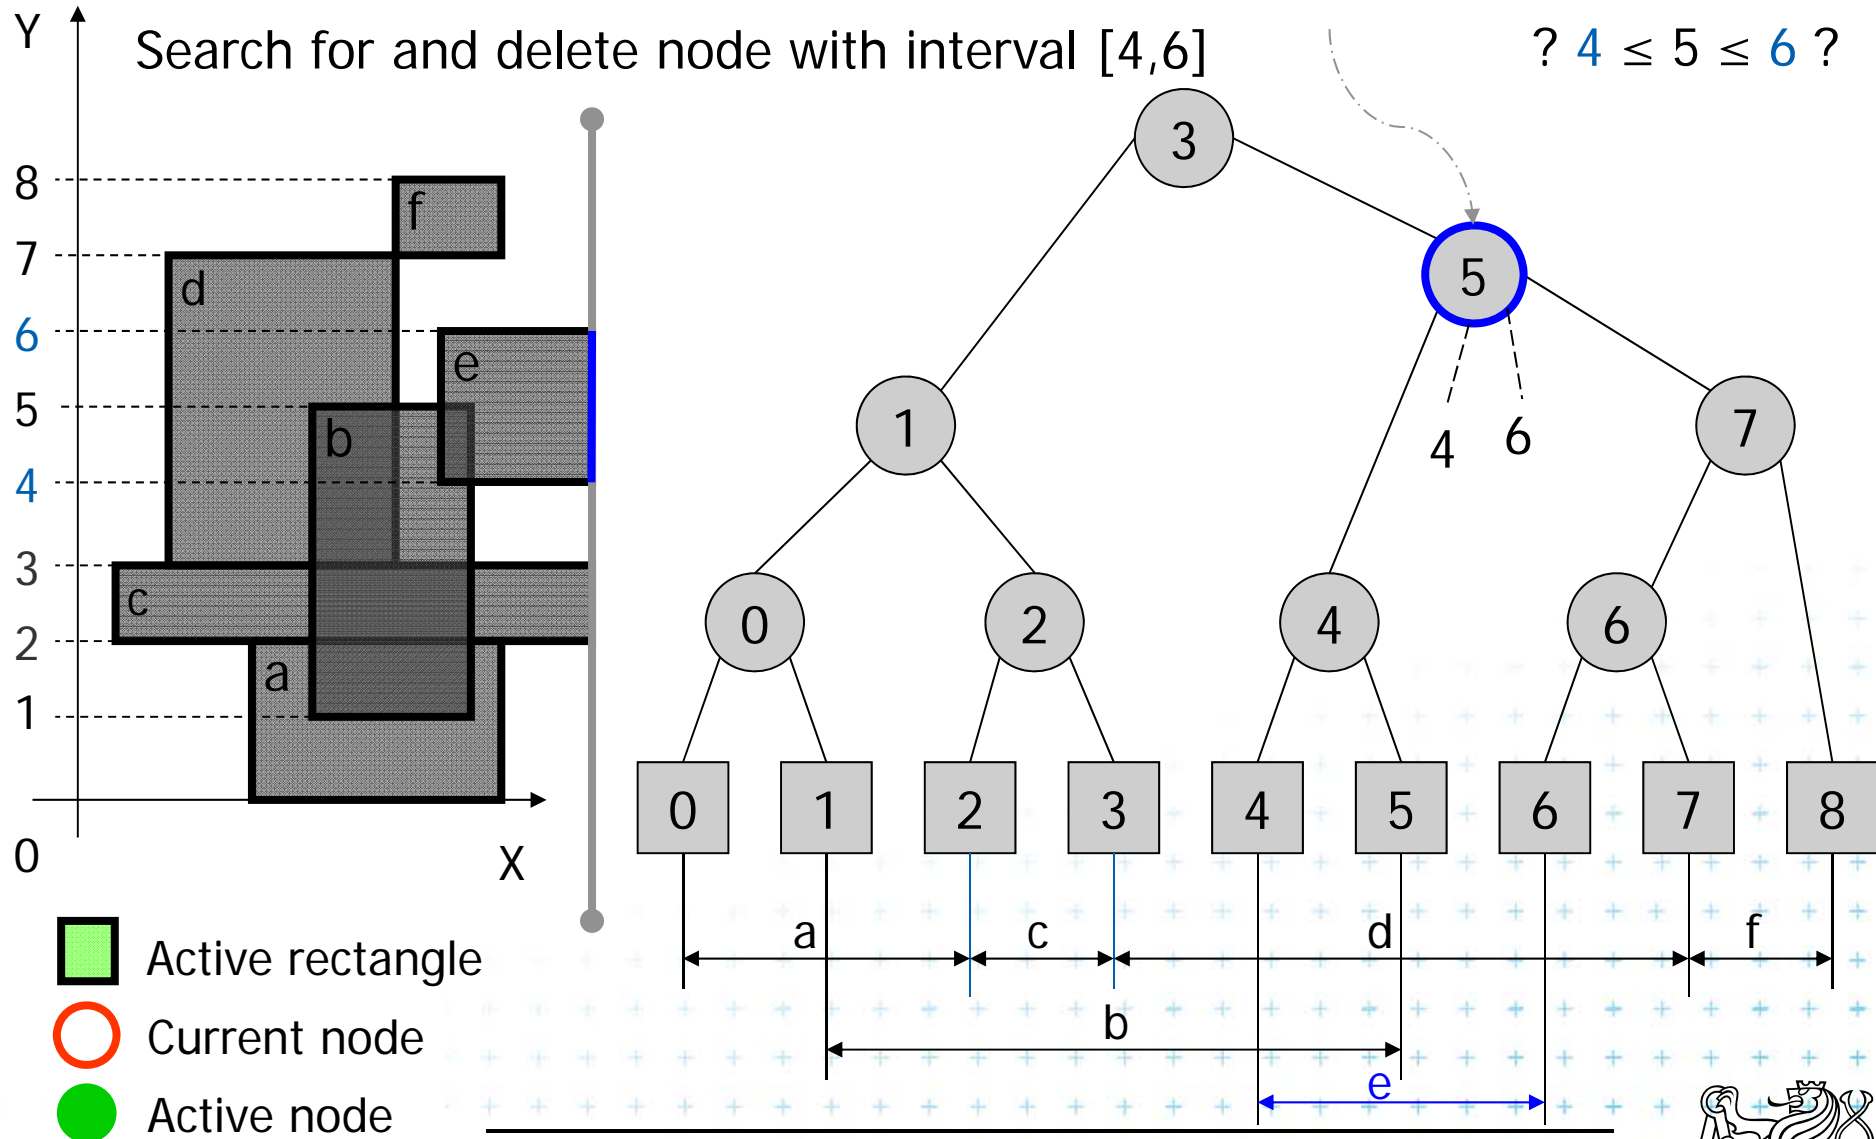 Y
Search for and delete node with interval [4,6]
? 4 ≤ 5 ≤ 6 ?
3
8
f
7
d
5
6
e
5
b
4
6
1
7
4
3
c
0
2
4
6
2
a
1
0
1
2
3
4
5
6
7
8
0
X
a
c
d
f
Active rectangle
b
Current node
e
Active node